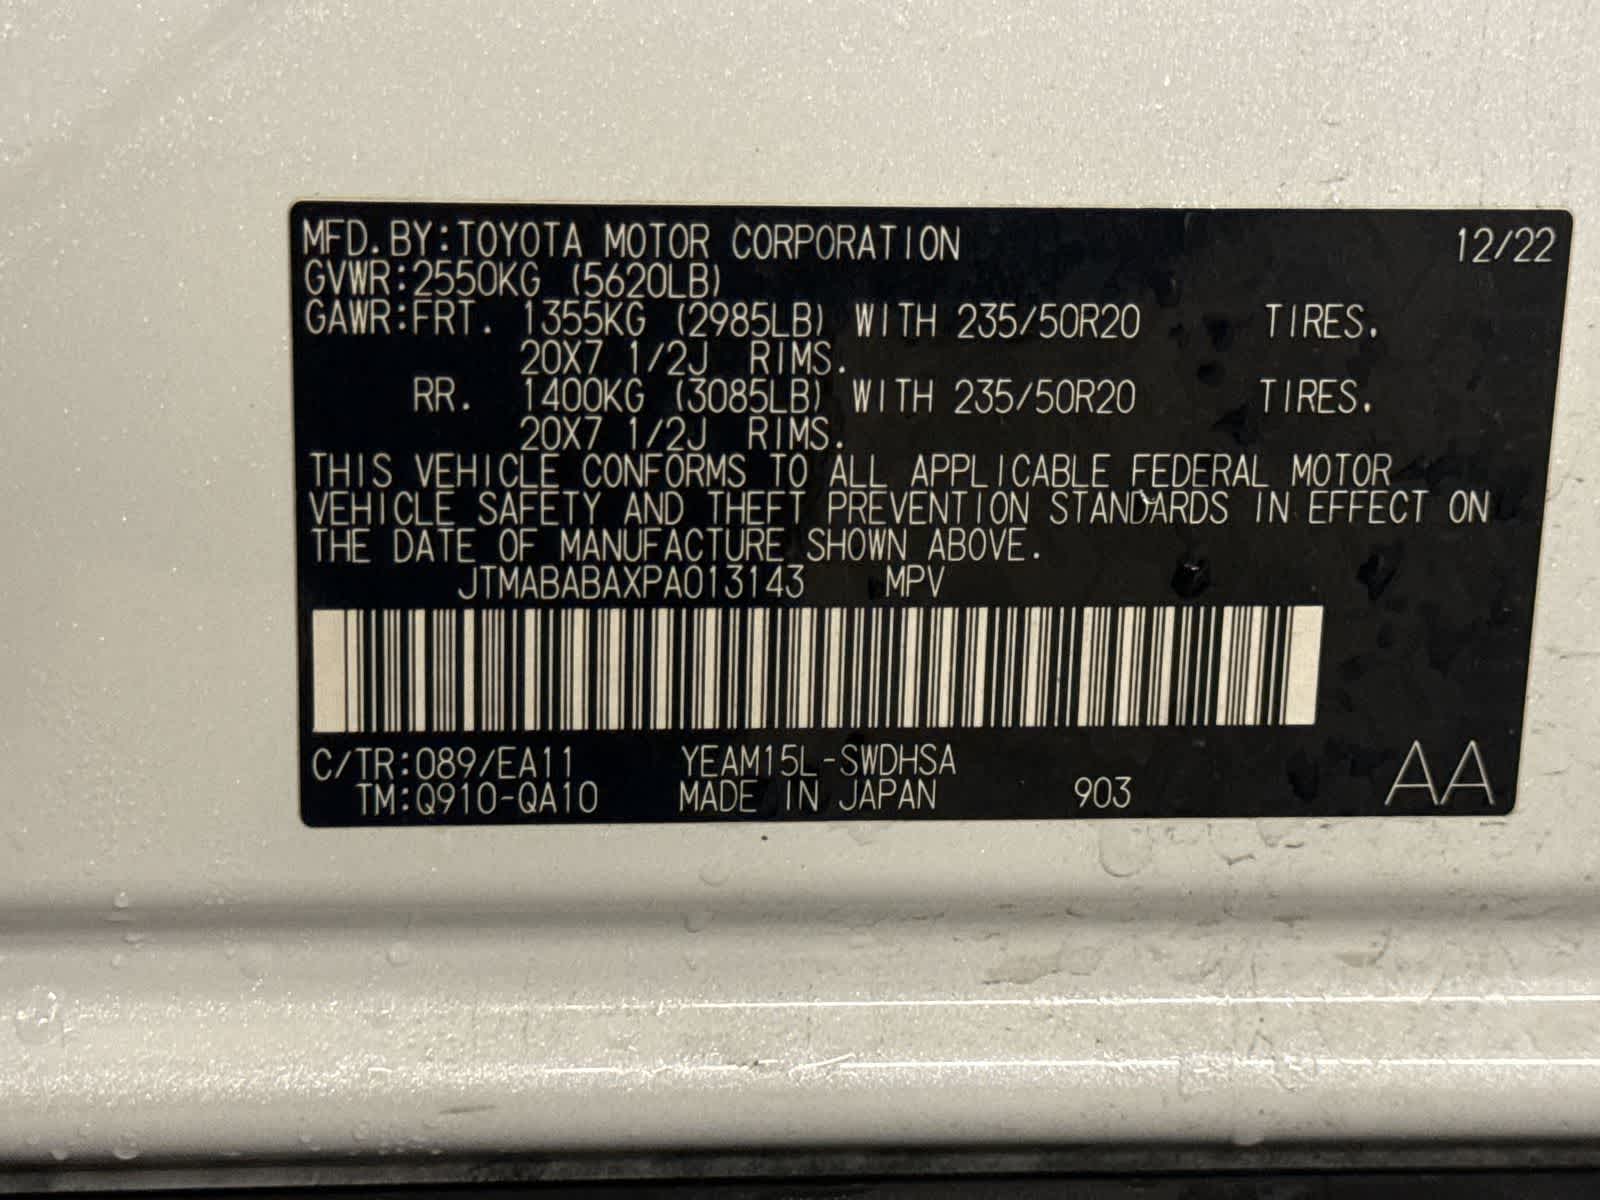 MFD.BY:TOYOTA MOTOR CORPORATION 12/22
GVWR:2550KG (5620LB)
GAWR:FRT. 1355KG (2985LB) WITH 235/50R20 TIRES.
20X7 1/2J RIMS.
RR. 1400KG (3085LB) WITH 235/50R20 TIRES.
20X7 1/2J RIMS.
THIS VEHICLE CONFORMS TO ALL APPLICABLE FEDERAL MOTOR
VEHICLE SAFETY AND THEFT PREVENTION STANDARDS IN EFFECT ON
THE DATE OF MANUFACTURE SHOWN ABOVE.
JTMABABAXPA013143 MPV
C/TR:089/EA11 YEAM15L-SWDHSA
TM:Q910-QA10 MADE IN JAPAN 903 AA